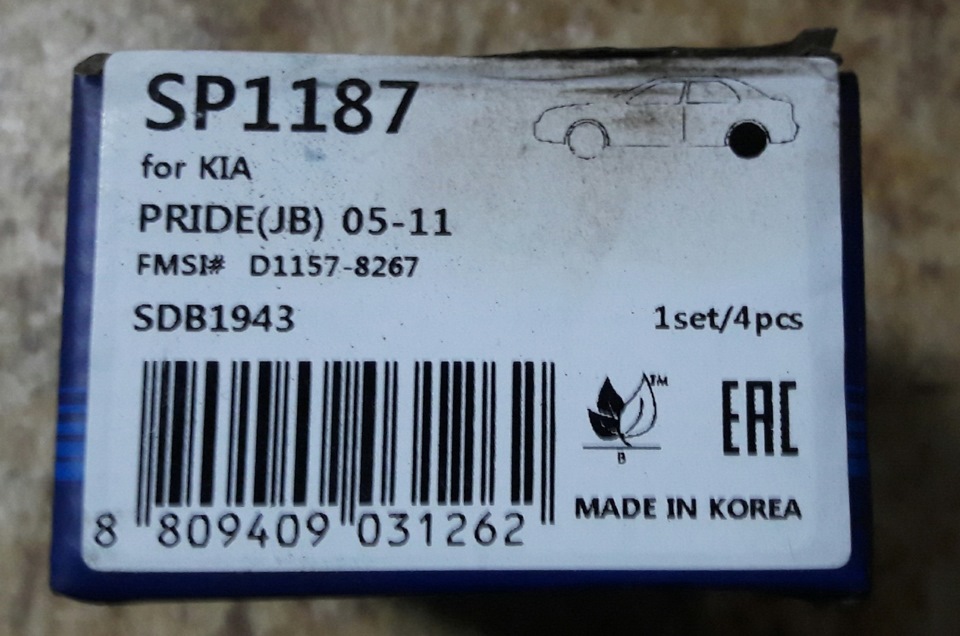 SP1187
for KIA
PRIDE(JB) 05-11
FMSI# D1157-8267
SDB1943 1set/4pcs
TM
B
EAC
MADE IN KOREA
8 809409 031262